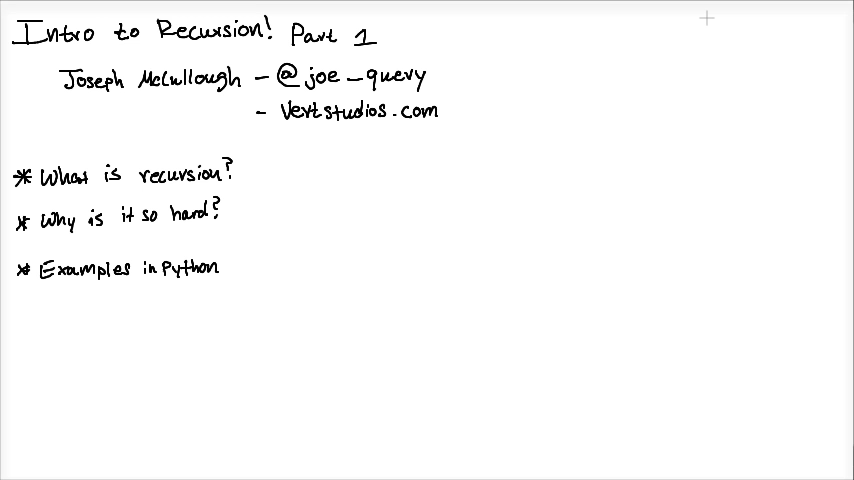 Intro to Recursion! Part 1
Joseph McCullough - @joe_query
- Vertstudios.com
* What is recursion?
* Why is it so hard?
* Examples in Python